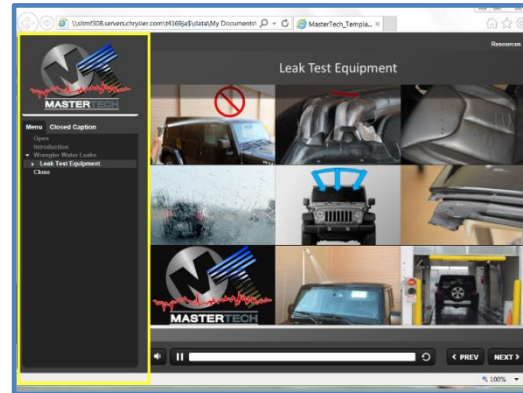 \\sitmf308.servers.chrysler.com\t4168ja$\data\My Documents\
MasterTech_Templa...
Resources
Leak Test Equipment
MASTERTECH
Menu Closed Caption
Open
Introduction
Wrangler Water Leaks
Leak Test Equipment
Close
MASTERTECH
< PREV NEXT >
100%